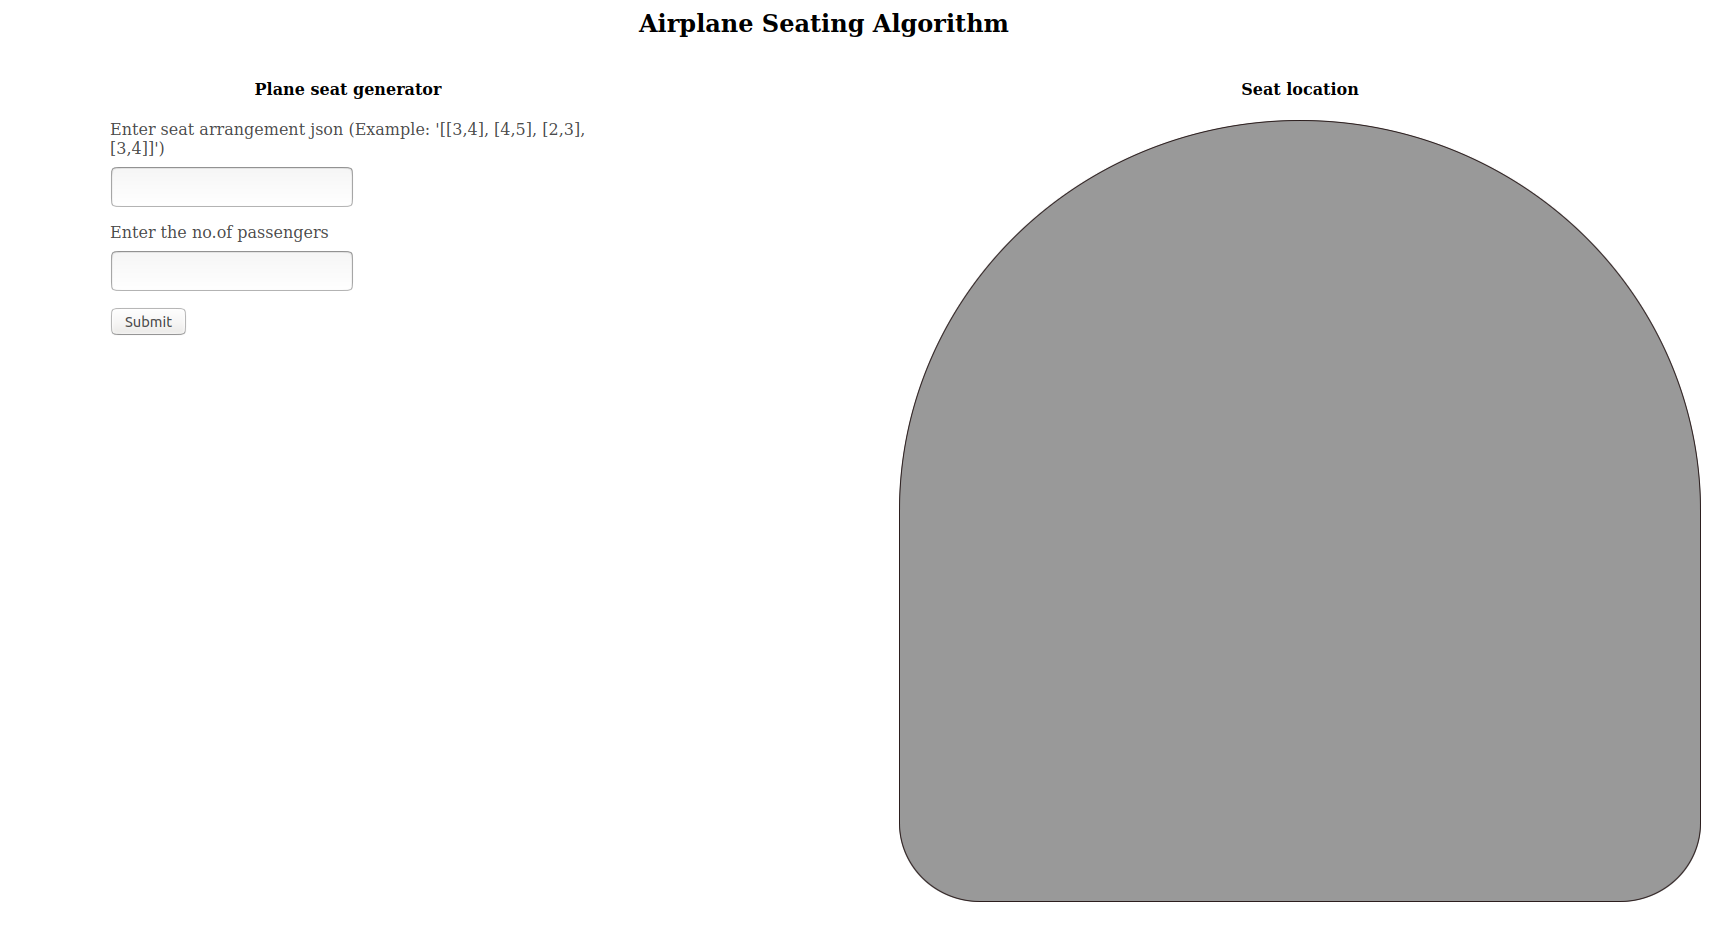 Airplane Seating Algorithm
Plane seat generator
Enter seat arrangement json (Example: '[[3,4], [4,5], [2,3],
[3,4]]')
Enter the no.of passengers
Submit
Seat location